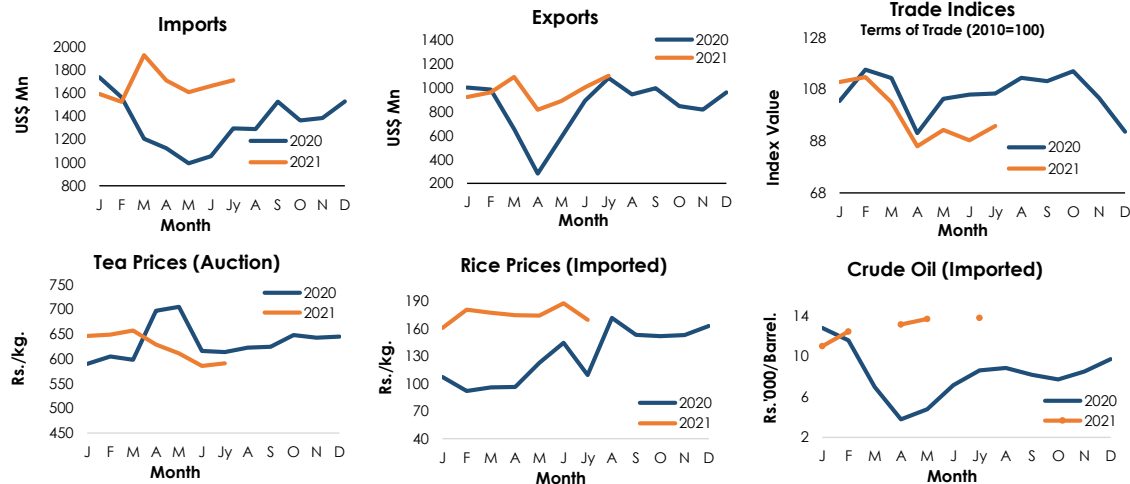 Imports
US$ Mn
2000
1800
1600
1400
1200
1000
800
2020
2021
J F M A M J Jy A S O N D
Month
Exports
US$ Mn
1400
1200
1000
800
600
400
200
2020
2021
J F M A M J Jy A S O N D
Month
Trade Indices
Terms of Trade (2010=100)
Index Value
128
108
88
68
2020
2021
J F M A M J Jy A S O N D
Month
Tea Prices (Auction)
Rs./kg.
750
700
650
600
550
500
450
2020
2021
J F M A M J Jy A S O N D
Month
Rice Prices (Imported)
Rs./kg.
190
160
130
100
70
40
2020
2021
J F M A M J Jy A S O N D
Month
Crude Oil (Imported)
Rs.'000/Barrel.
14
10
6
2
2020
2021
J F M A M J Jy A S O N D
Month